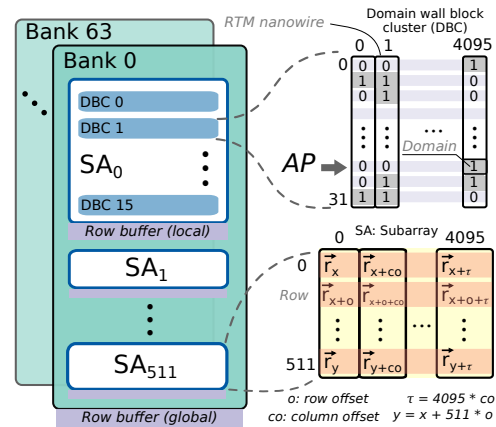 Bank 63
Bank 0
DBC 0
DBC 1
SA0
DBC 15
Row buffer (local)
SA1
SA511
Row buffer (global)
RTM nanowire
Domain wall block
cluster (DBC)
0 1 4095
0 0 0 1
1 1 0
0 1
AP
Domain
0 0 1
0 1 1
31 1 1 0
SA: Subarray
0 4095
0 r⃗x r⃗x+co r⃗x+τ
Row r⃗x+o r⃗x+o+co r⃗x+o+τ
511 r⃗y r⃗y+co r⃗y+τ
o: row offset τ = 4095 * co
co: column offset y = x + 511 * o